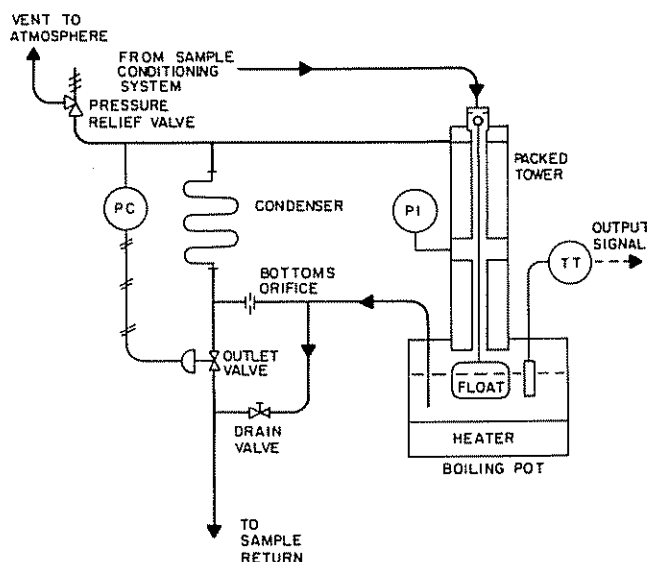 VENT TO
ATMOSPHERE
FROM SAMPLE
CONDITIONING
SYSTEM
PRESSURE
RELIEF VALVE
PACKED
TOWER
PC
CONDENSER
PI
OUTPUT
SIGNAL
TT
BOTTOMS
ORIFICE
OUTLET
VALVE
FLOAT
DRAIN
VALVE
HEATER
BOILING POT
TO
SAMPLE
RETURN